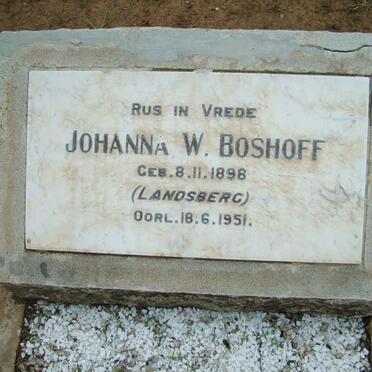 RUS IN VREDE
JOHANNA W. BOSHOFF
GEB. 8.11.1898
(LANDSBERG)
OORL. 18.6.1951.